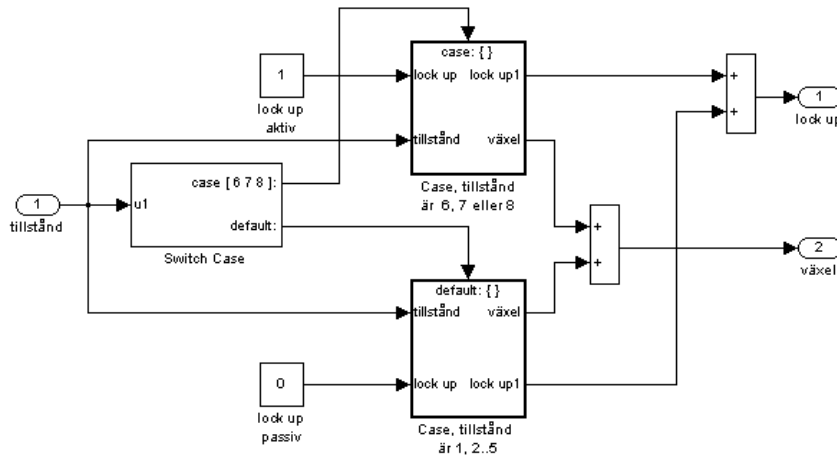 case: { }
lock up
lock up1
1
lock up
aktiv
tillstånd
växel
Case, tillstånd
är 6, 7 eller 8
+
+
1
lock up
case [ 6 7 8 ]:
u1
default:
Switch Case
1
tillstånd
+
+
2
växel
default: { }
tillstånd
växel
lock up
lock up1
0
lock up
passiv
Case, tillstånd
är 1, 2..5